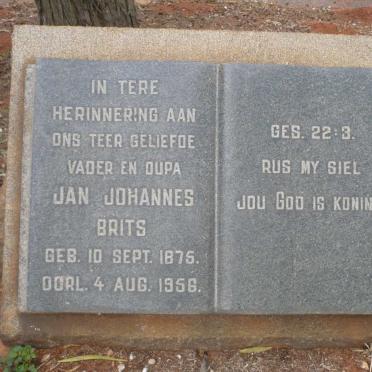 IN TERE
HERINNERING AAN
ONS TEER GELIEFDE
VADER EN OUPA
JAN JOHANNES
BRITS
GEB. 10 SEPT. 1875.
OORL. 4 AUG. 1956.
GES. 22:3.
RUS MY SIEL
JOU GOD IS KONIN